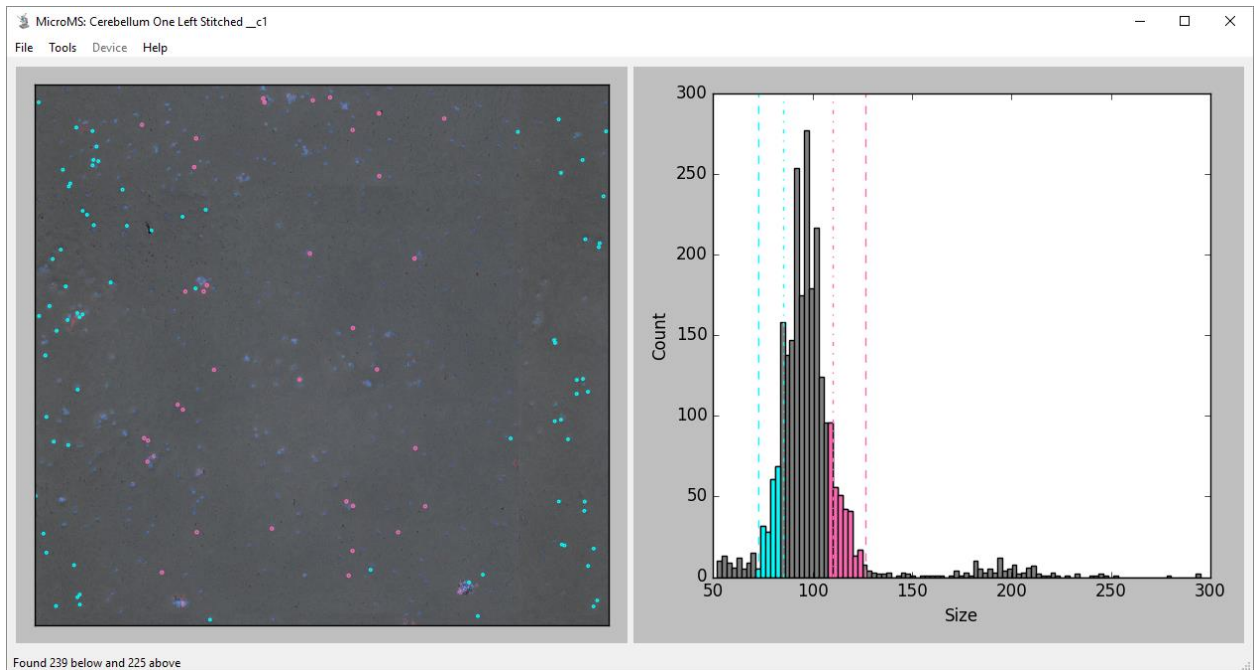 MicroMS: Cerebellum One Left Stitched __c1
File Tools Device Help
300
250
200
150
100
50
0
Count
50 100 150 200 250 300
Size
Found 239 below and 225 above